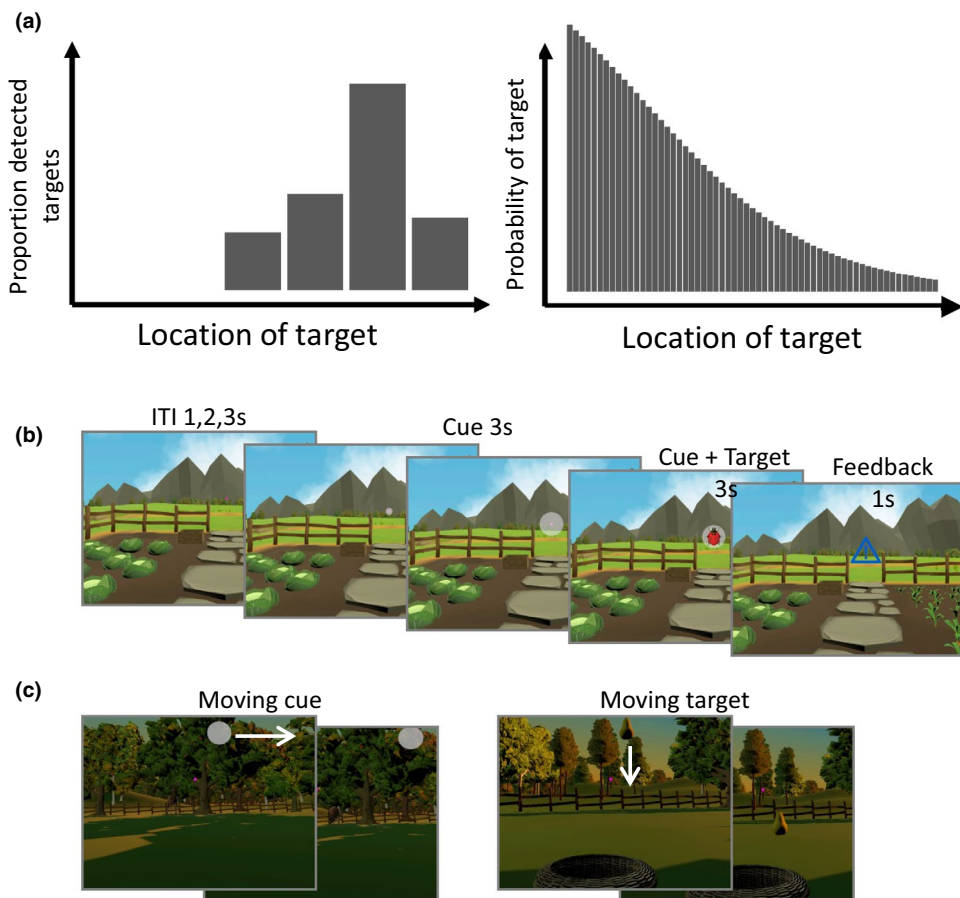 (a)
Proportion detected
targets
Location of target
Probability of target
Location of target
(b)
ITI 1,2,3s
Cue 3s
Cue + Target
3s
Feedback
1s
(c)
Moving cue
Moving target